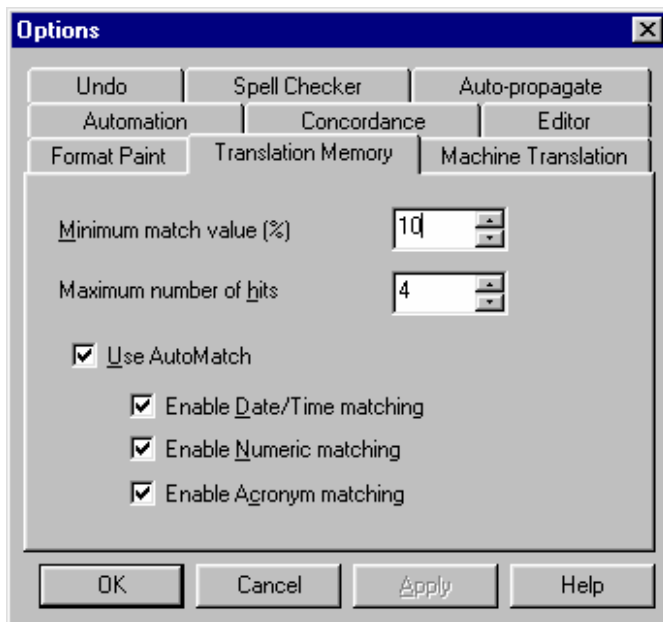 Options
Undo Spell Checker Auto-propagate
Automation Concordance Editor
Format Paint Translation Memory Machine Translation
Minimum match value (%) 10
Maximum number of hits 4
Use AutoMatch
Enable Date/Time matching
Enable Numeric matching
Enable Acronym matching
OK Cancel Apply Help